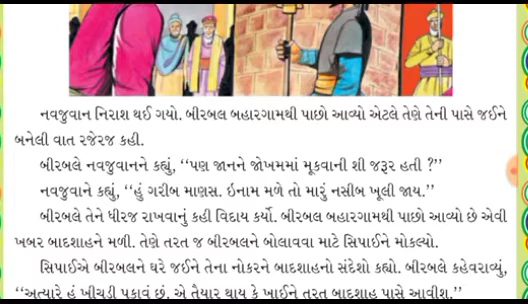 નવજુવાન નિરાશ થઈ ગયો. બીરબલ બહારગામથી પાછો આવ્યો એટલે તેણે તેની પાસે જઈને
બનેલી વાત રજેરજ કહી.
બીરબલે નવજુવાનને કહ્યું, ‘‘પણ જાનને જોખમમાં મૂકવાની શી જરૂર હતી ?’’
નવજુવાને કહ્યું, ‘‘હું ગરીબ માણસ. ઇનામ મળે તો મારું નસીબ ખૂલી જાય.’’
બીરબલે તેને ધીરજ રાખવાનું કહી વિદાય કર્યો. બીરબલ બહારગામથી પાછો આવ્યો છે એવી
ખબર બાદશાહને મળી. તેણે તરત જ બીરબલને બોલાવવા માટે સિપાઈને મોકલ્યો.
સિપાઈએ બીરબલને ઘરે જઈને તેના નોકરને બાદશાહનો સંદેશો કહ્યો. બીરબલે કહેવરાવ્યું,
‘‘અત્યારે હું ખીચડી પકાવું છું. એ તૈયાર થાય કે ખાઈને તરત બાદશાહ પાસે આવીશ.’’